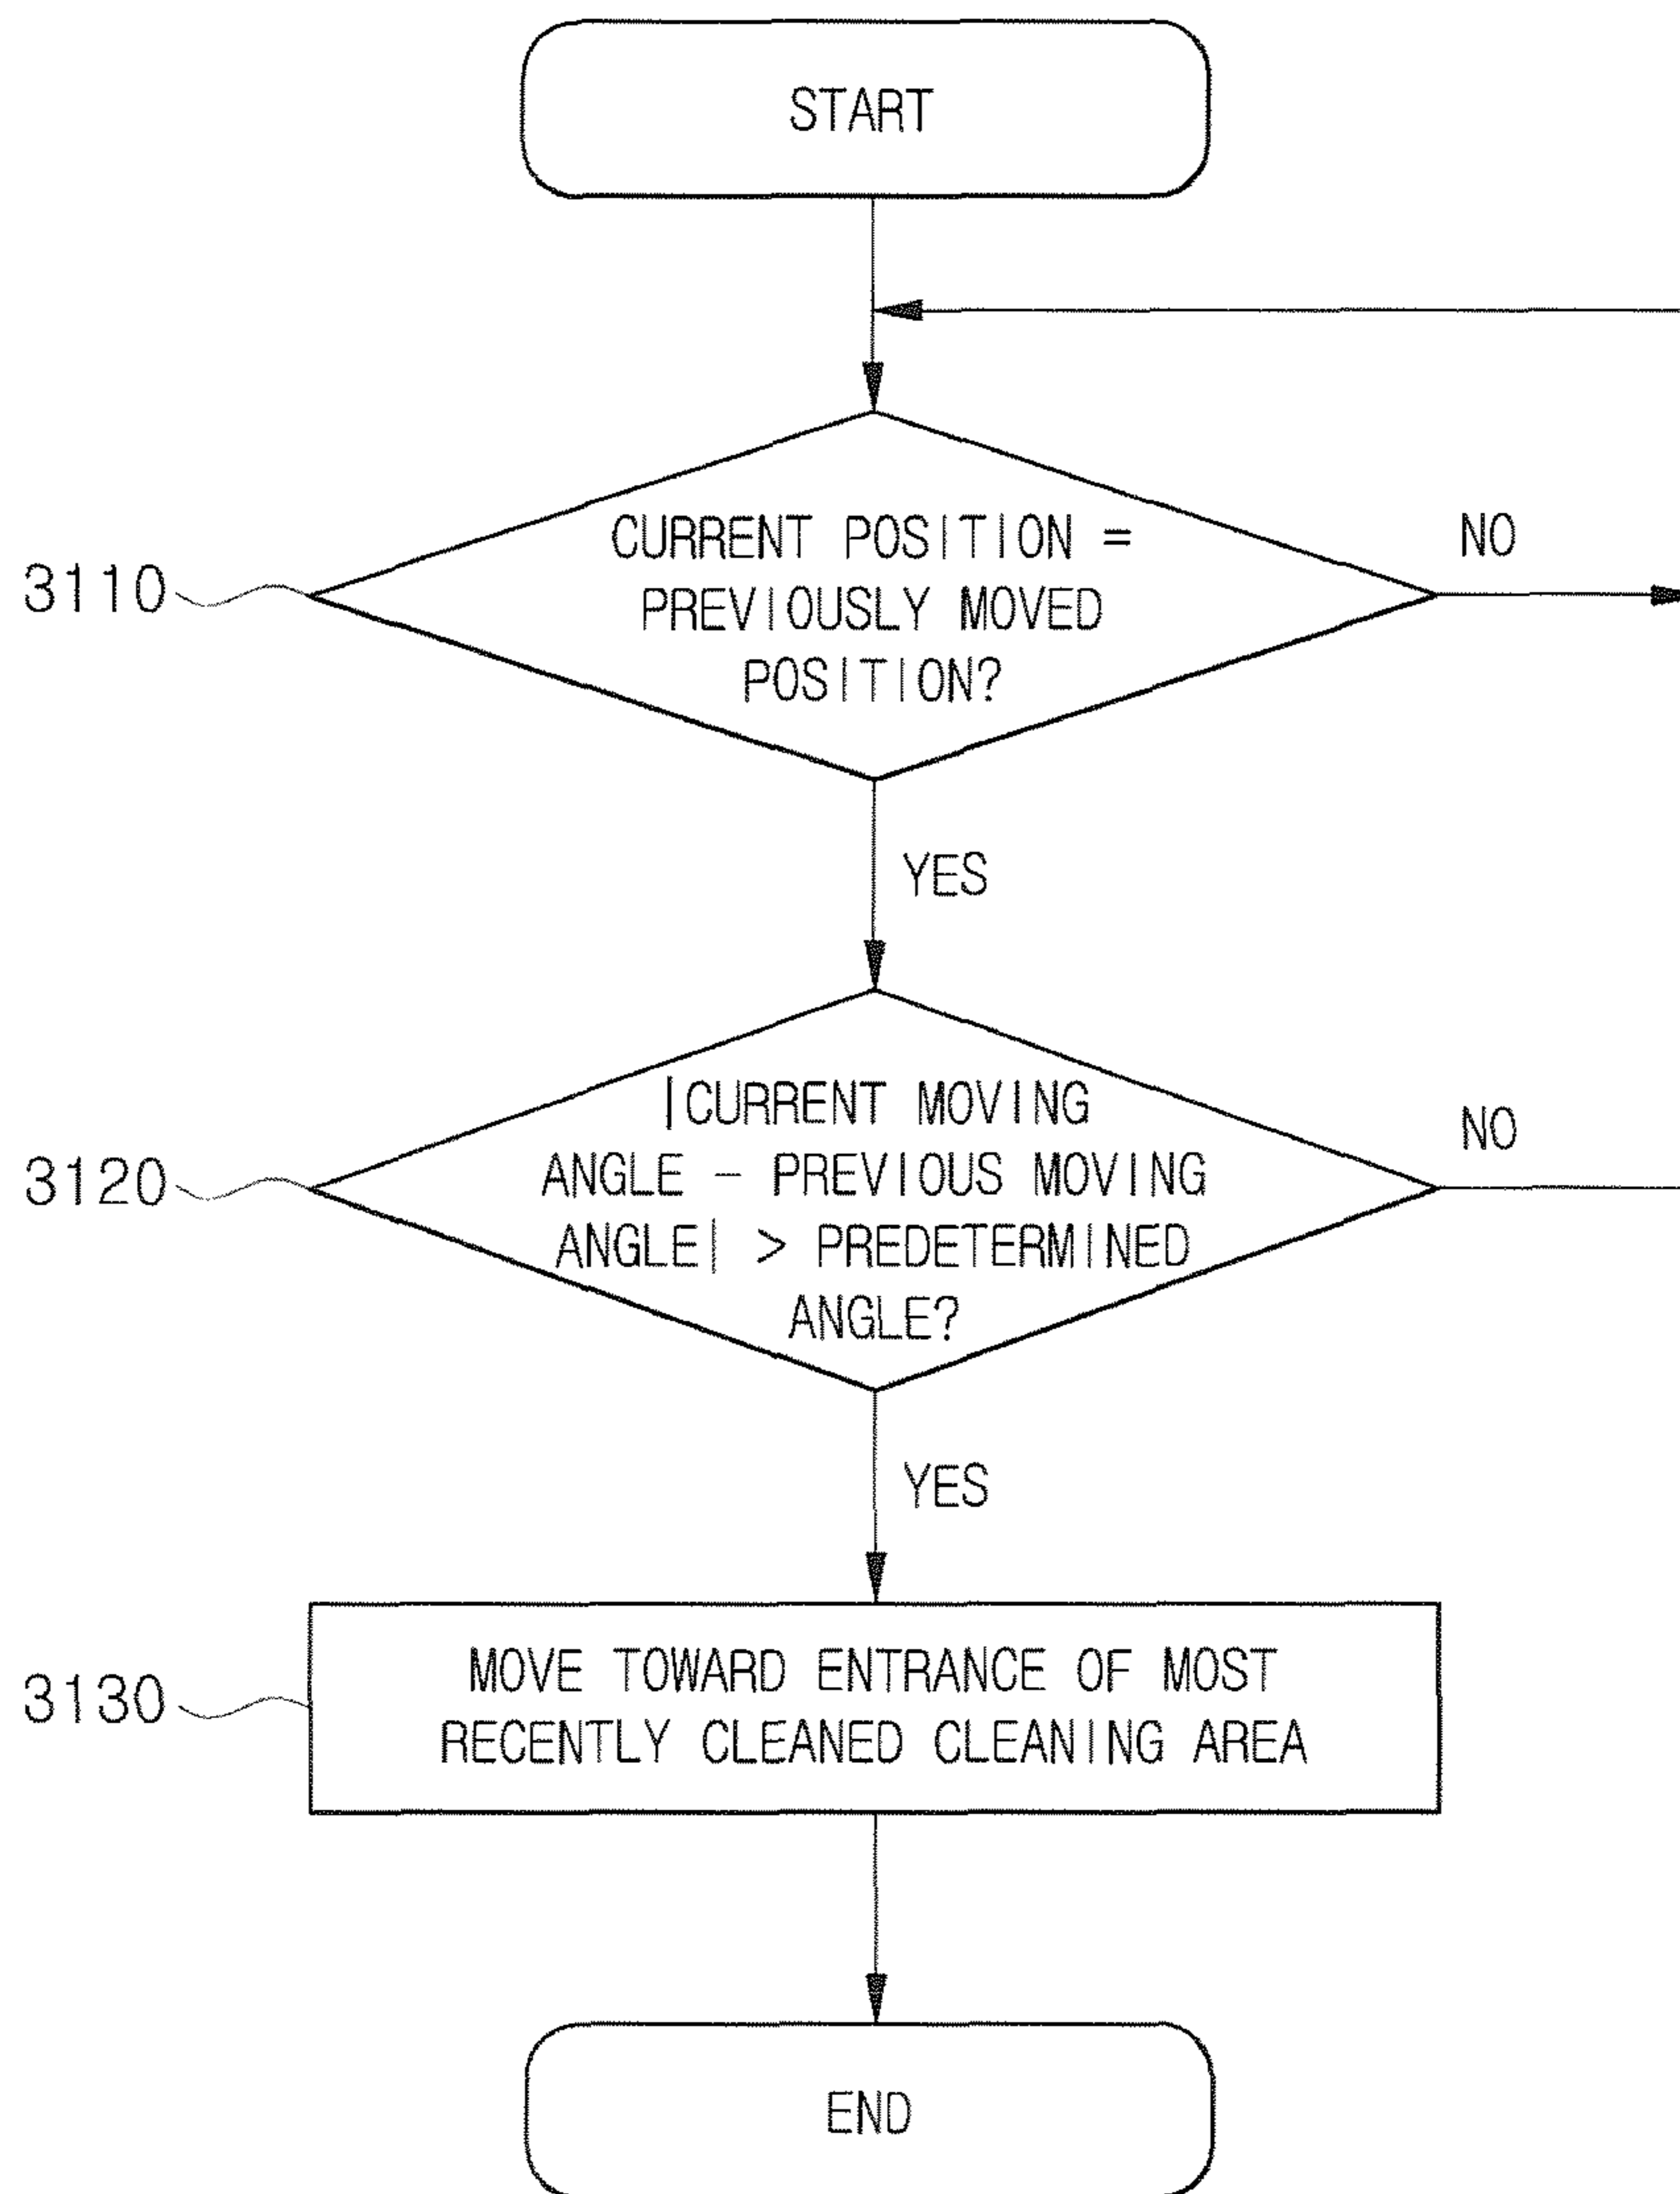 START
CURRENT POSITION =
PREVIOUSLY MOVED
POSITION?
NO
3110
YES
|CURRENT MOVING
ANGLE - PREVIOUS MOVING
ANGLE| > PREDETERMINED
ANGLE?
NO
3120
YES
MOVE TOWARD ENTRANCE OF MOST
RECENTLY CLEANED CLEANING AREA
3130
END